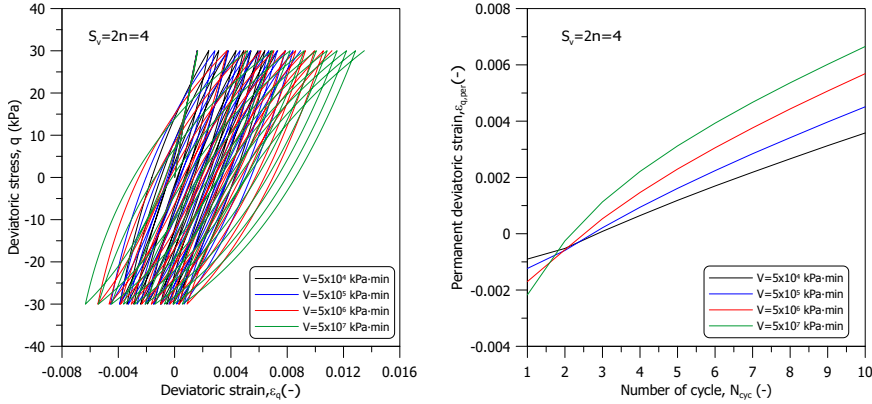 Sᵥ=2n=4
Deviatoric stress, q (kPa)
40
30
20
10
0
-10
-20
-30
-40
V=5x10⁴ kPa·min
V=5x10⁵ kPa·min
V=5x10⁶ kPa·min
V=5x10⁷ kPa·min
-0.008 -0.004 0 0.004 0.008 0.012 0.016
Deviatoric strain,εq(-)
Sᵥ=2n=4
Permanent deviatoric strain,εq,per(-)
0.008
0.006
0.004
0.002
0
-0.002
-0.004
V=5x10⁴ kPa·min
V=5x10⁵ kPa·min
V=5x10⁶ kPa·min
V=5x10⁷ kPa·min
1 2 3 4 5 6 7 8 9 10
Number of cycle, Ncyc (-)